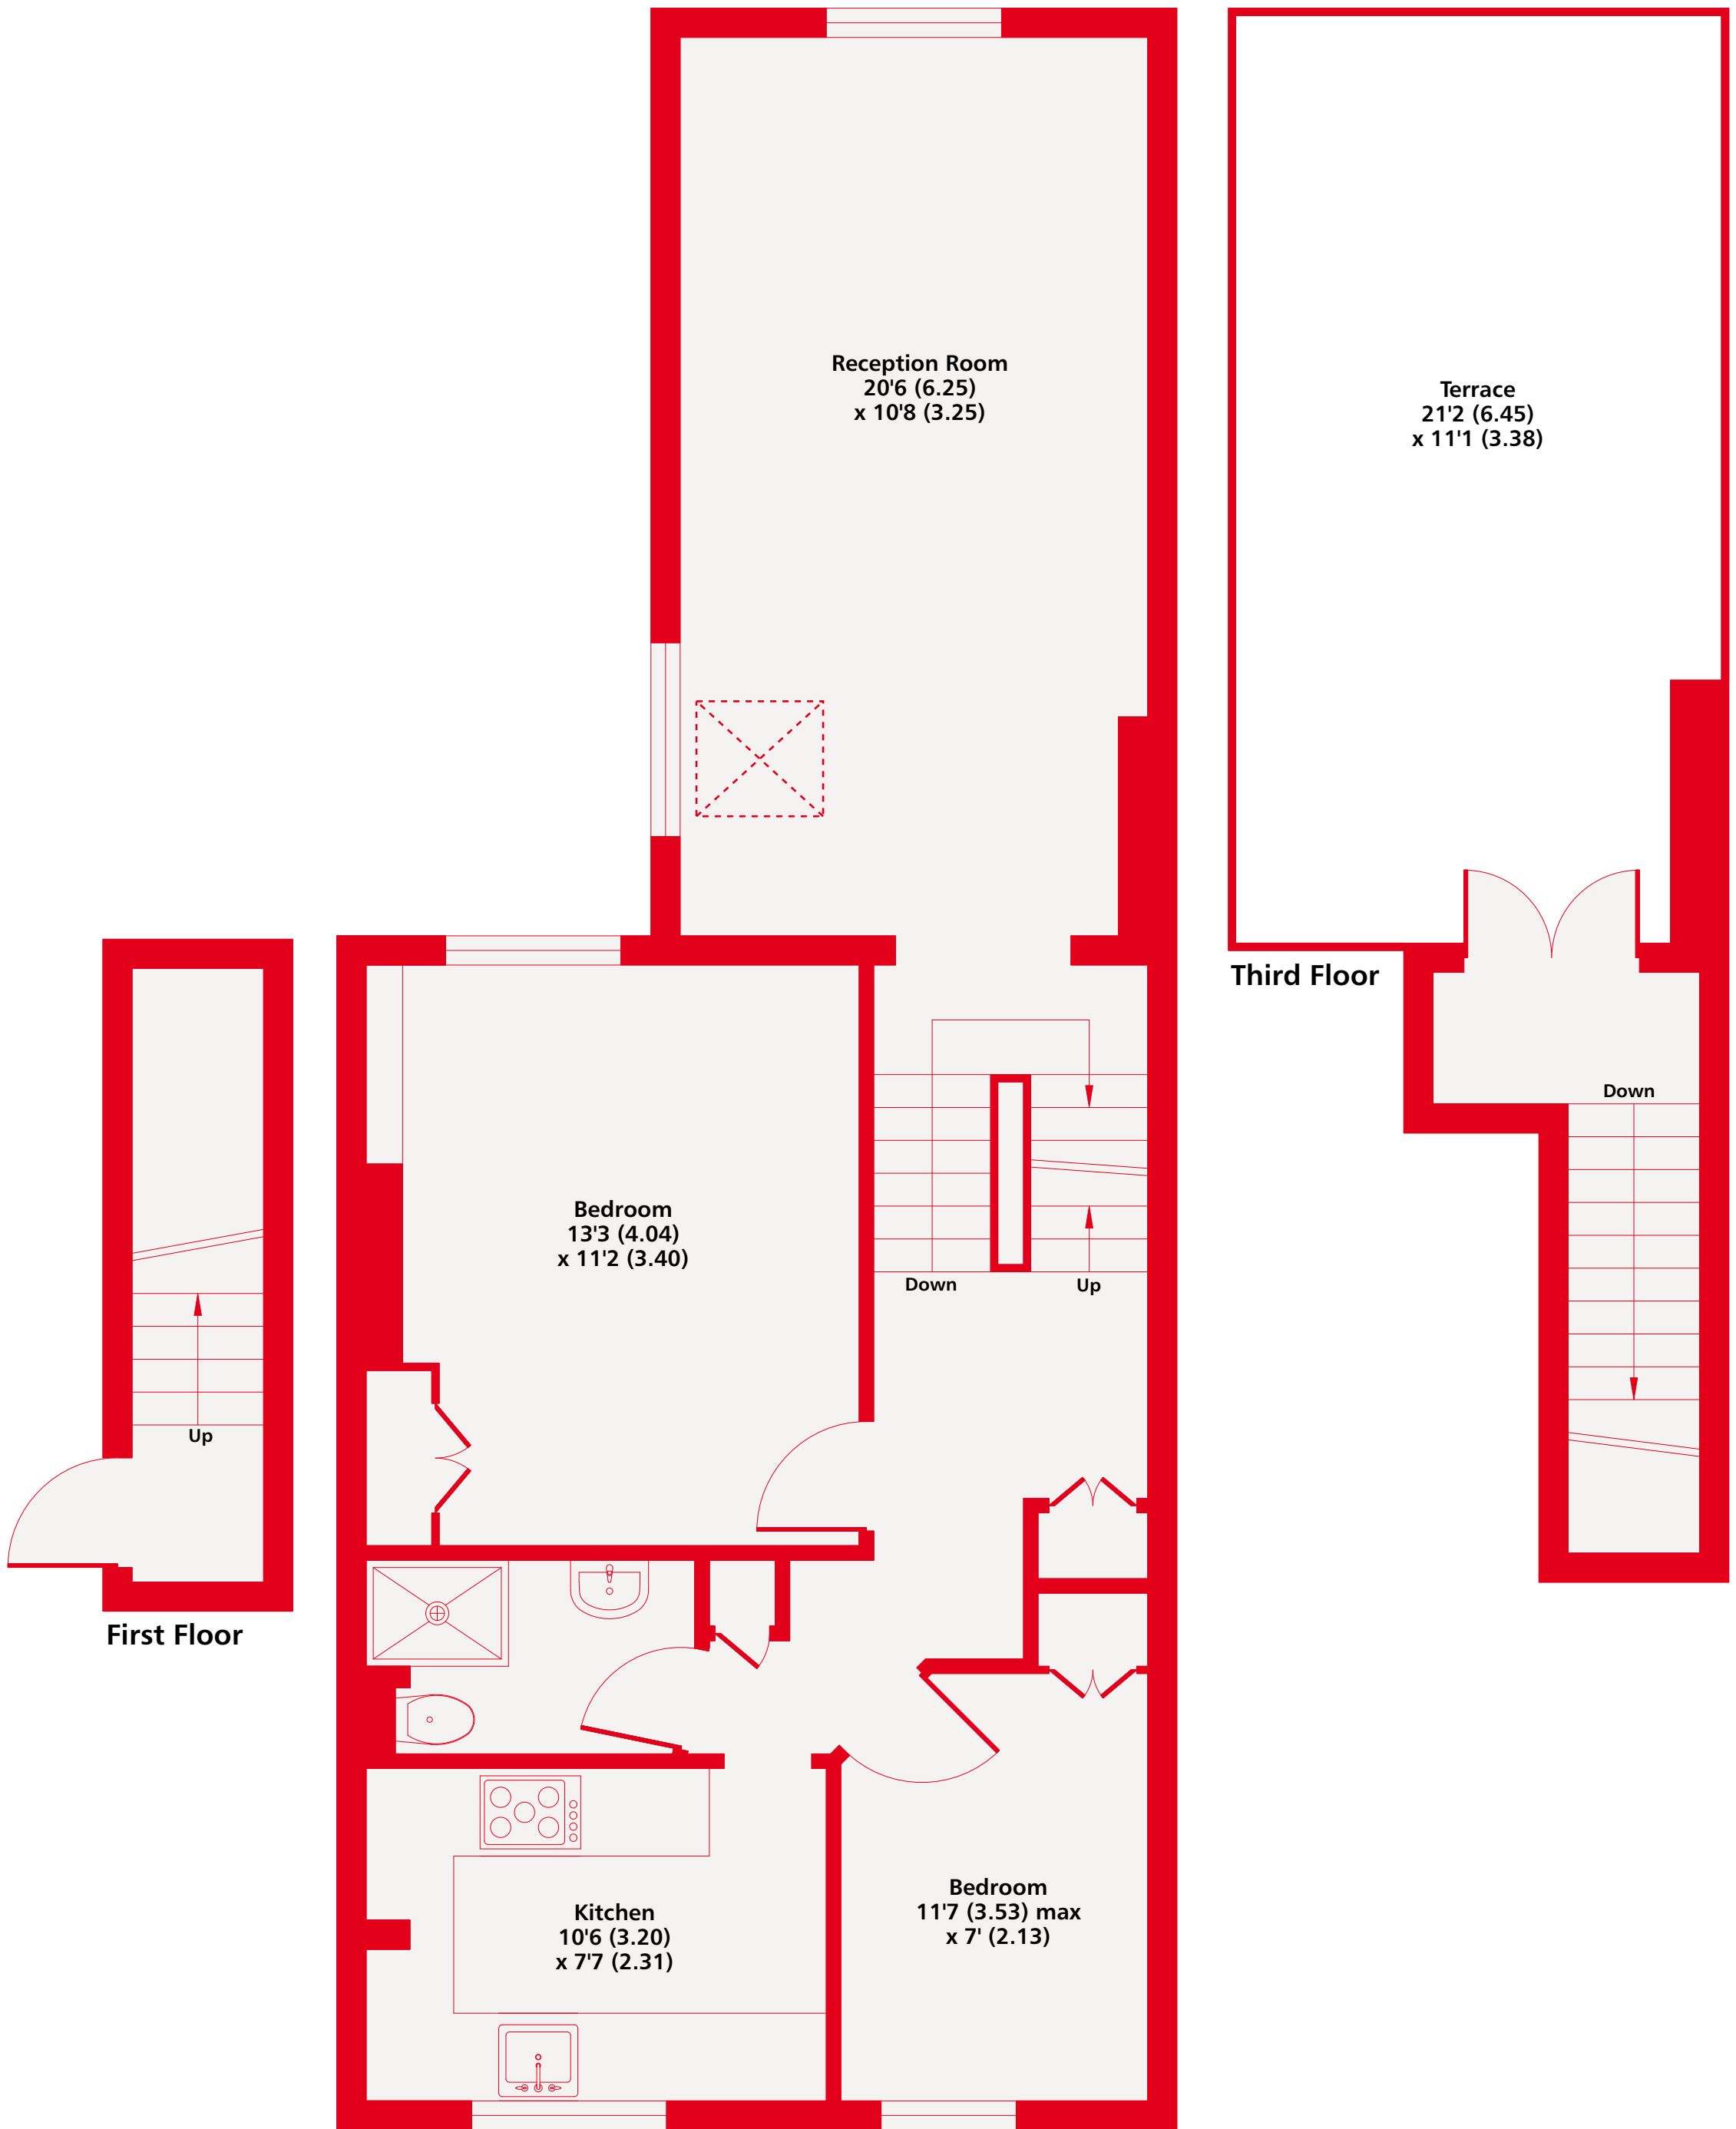 Reception Room
20'6 (6.25)
x 10'8 (3.25)
Terrace
21'2 (6.45)
x 11'1 (3.38)
Third Floor
Down
Bedroom
13'3 (4.04)
x 11'2 (3.40)
Down
Up
Up
First Floor
Bedroom
11'7 (3.53) max
x 7' (2.13)
Kitchen
10'6 (3.20)
x 7'7 (2.31)